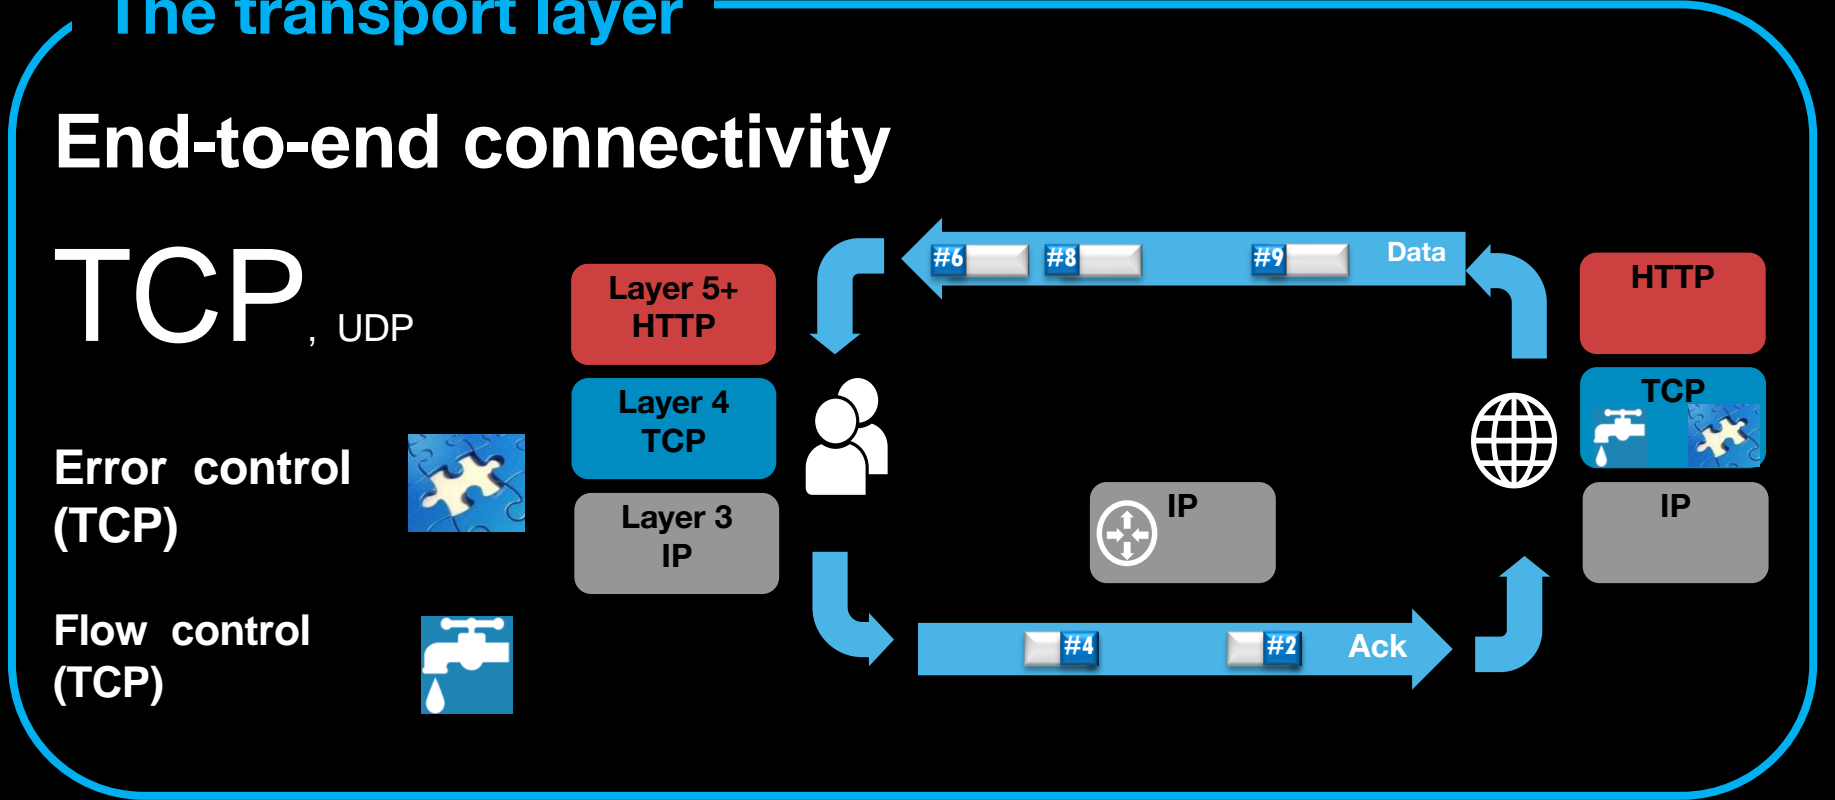 The transport layer
End-to-end connectivity
TCP, UDP
Error control
(TCP)
Flow control
(TCP)
Layer 5+
HTTP
Layer 4
TCP
Layer 3
IP
#6
#8
#9
Data
IP
#4
#2
Ack
HTTP
TCP
IP